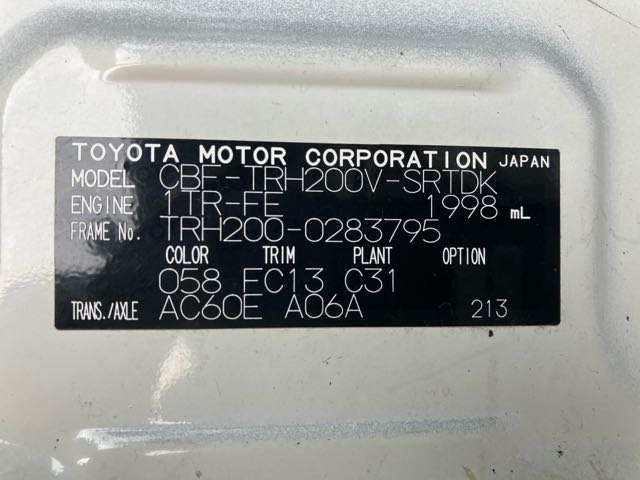 TOYOTA MOTOR CORPORATION JAPAN
MODEL CBF-TRH200V-SRTDK
ENGINE 1TR-FE 1998 mL
FRAME No. TRH200-0283795
COLOR TRIM PLANT OPTION
058 FC13 C31
TRANS./AXLE AC60E A06A 213